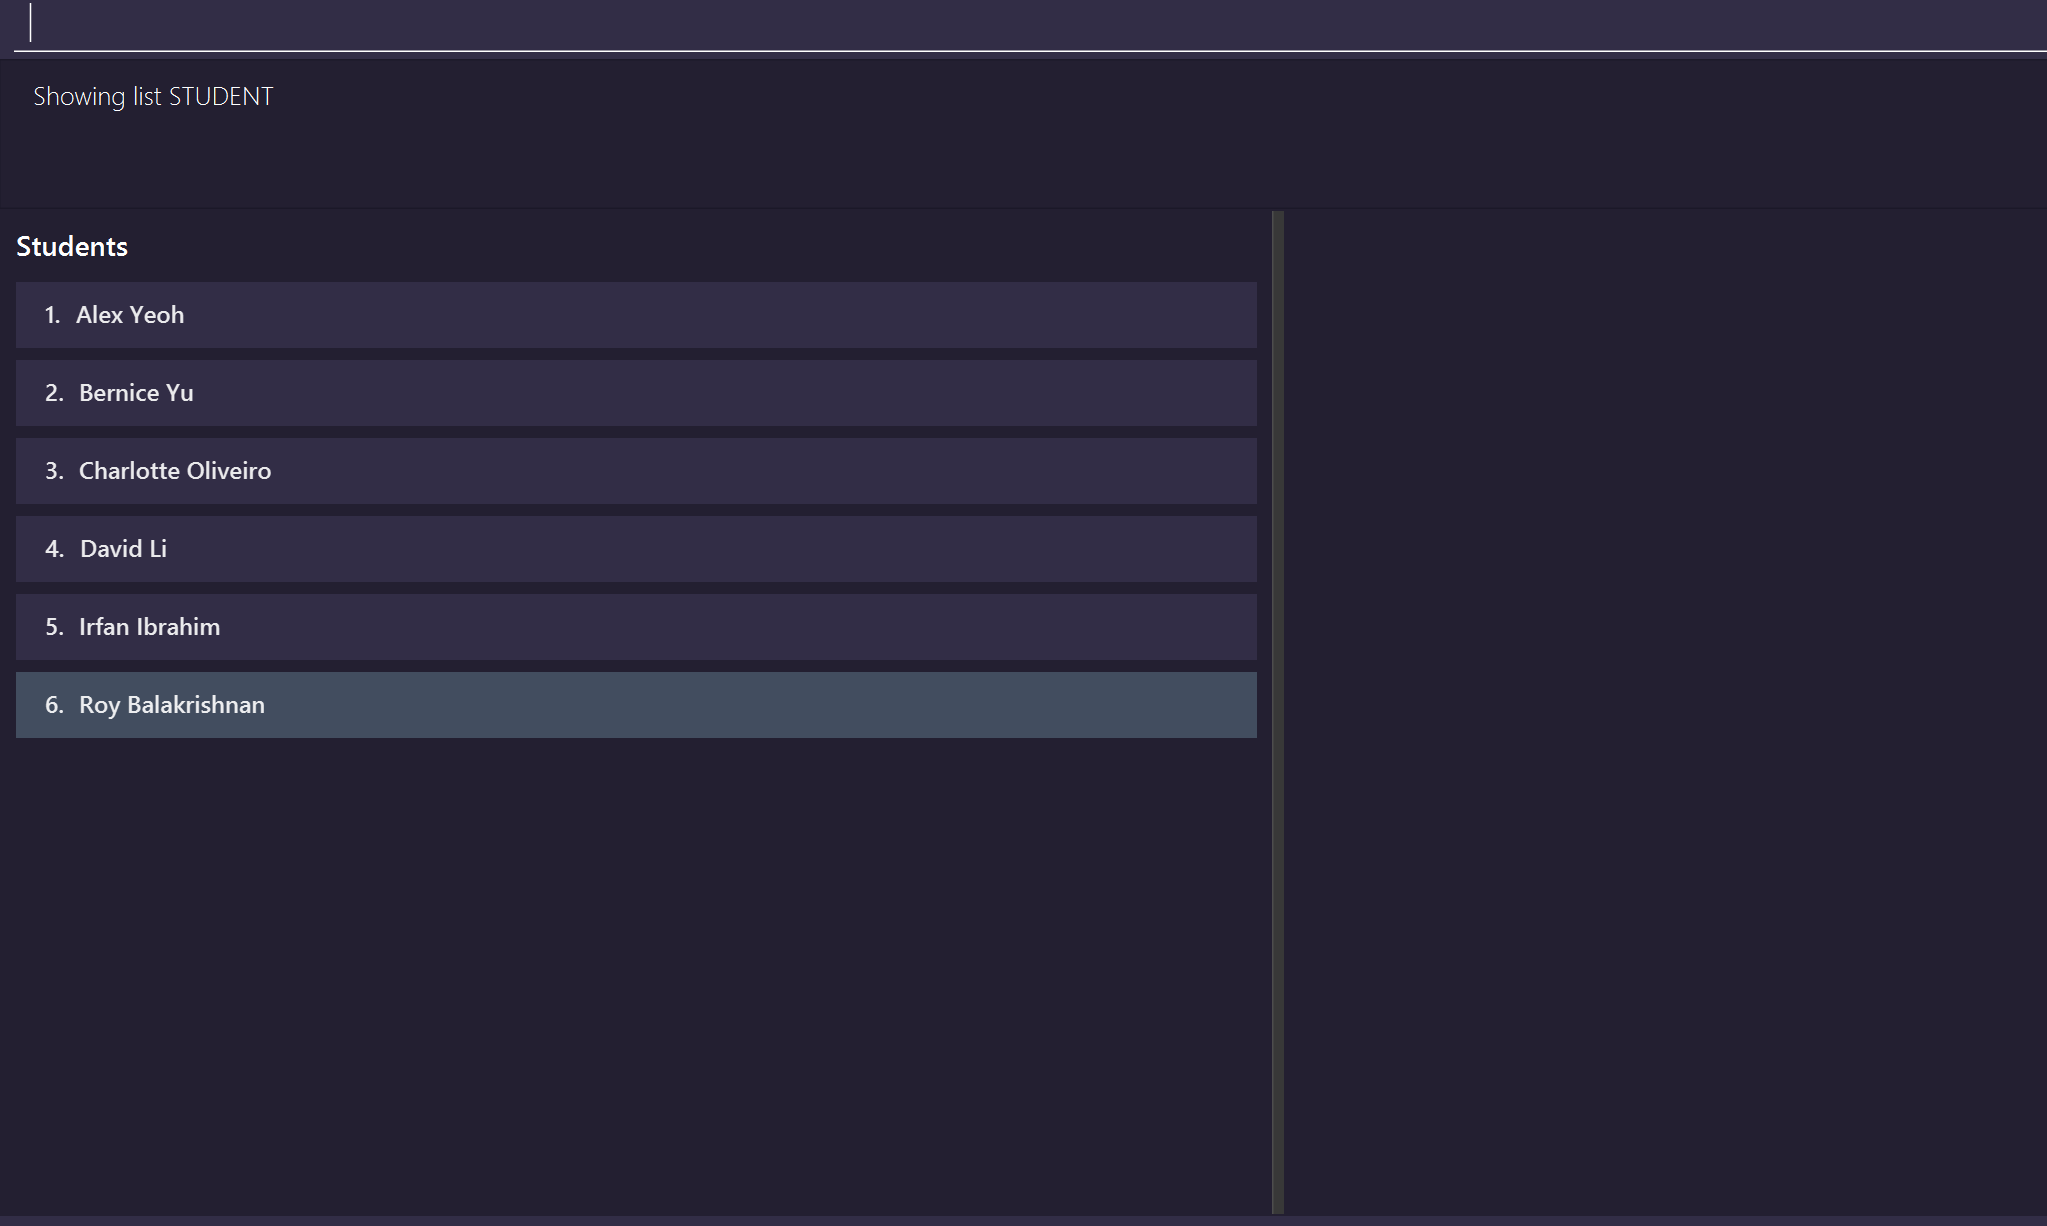 Showing list STUDENT
Students
1. Alex Yeoh
2. Bernice Yu
3. Charlotte Oliveiro
4. David Li
5. Irfan Ibrahim
6. Roy Balakrishnan